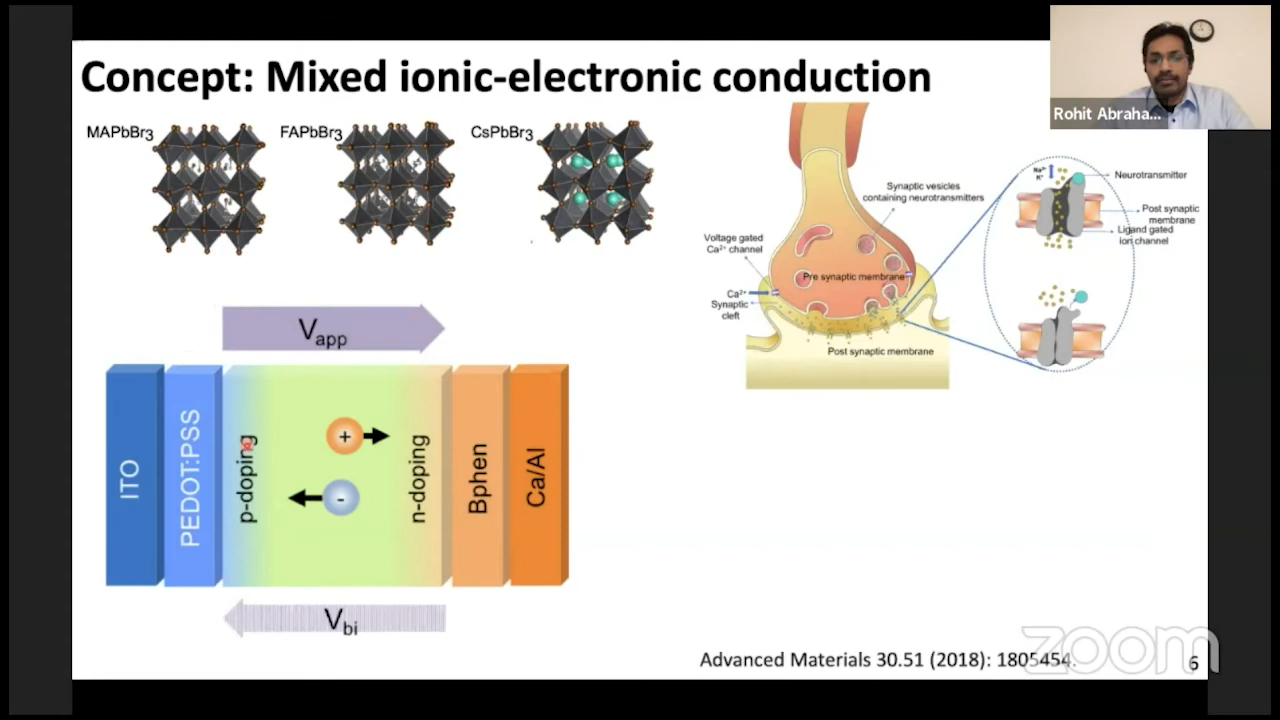 Concept: Mixed ionic-electronic conduction
Rohit Abraha...
MAPbBr3
FAPbBr3
CsPbBr3
Synaptic vesicles
containing neurotransmitters
Voltage gated
Ca2+ channel
Pre synaptic membrane
Ca2+
Synaptic
cleft
Post synaptic membrane
Na+
K+
Neurotransmitter
Post synaptic
membrane
Ligand gated
ion channel
Vapp
ITO
PEDOT:PSS
p-doping
+
-
n-doping
Bphen
Ca/Al
Vbi
Advanced Materials 30.51 (2018): 1805454.
zoom
6